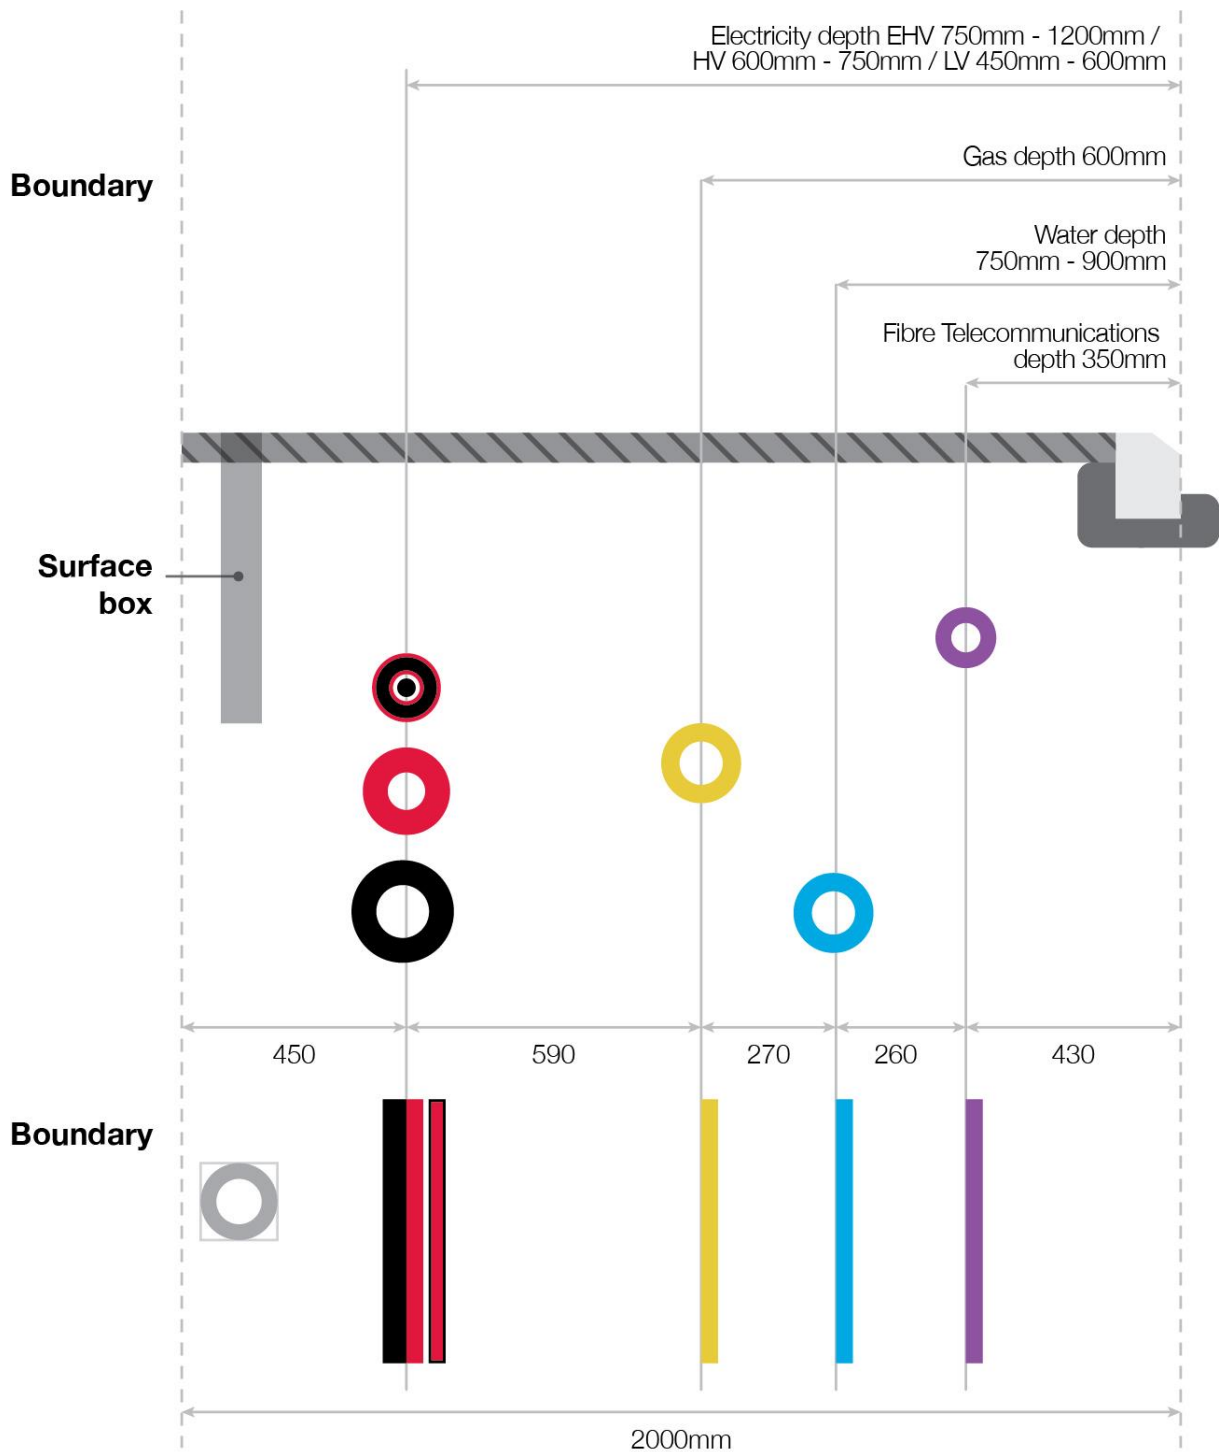 Electricity depth EHV 750mm - 1200mm /
HV 600mm - 750mm / LV 450mm - 600mm
Gas depth 600mm
Boundary
Water depth
750mm - 900mm
Fibre Telecommunications
depth 350mm
Surface
box
450
590
270
260
430
Boundary
2000mm